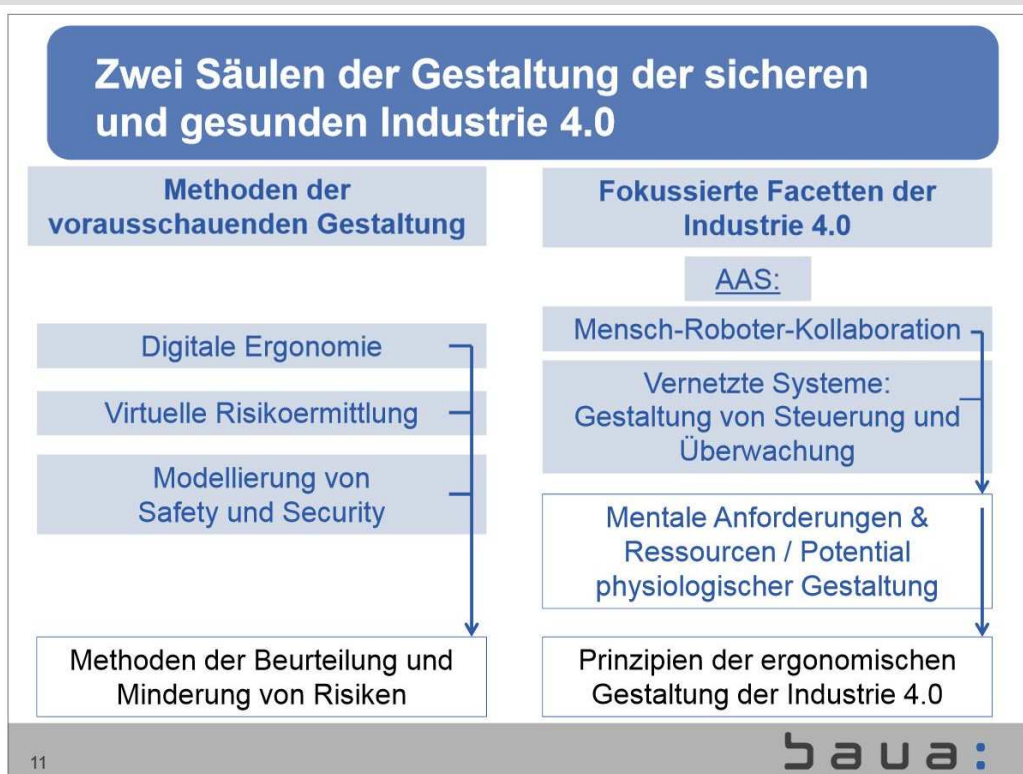 Zwei Säulen der Gestaltung der sicheren
und gesunden Industrie 4.0
Methoden der
vorausschauenden Gestaltung
Digitale Ergonomie
Virtuelle Risikoermittlung
Modellierung von
Safety und Security
Methoden der Beurteilung und
Minderung von Risiken
Fokussierte Facetten der
Industrie 4.0
AAS:
Mensch-Roboter-Kollaboration
Vernetzte Systeme:
Gestaltung von Steuerung und
Überwachung
Mentale Anforderungen &
Ressourcen / Potential
physiologischer Gestaltung
Prinzipien der ergonomischen
Gestaltung der Industrie 4.0
11
baua: